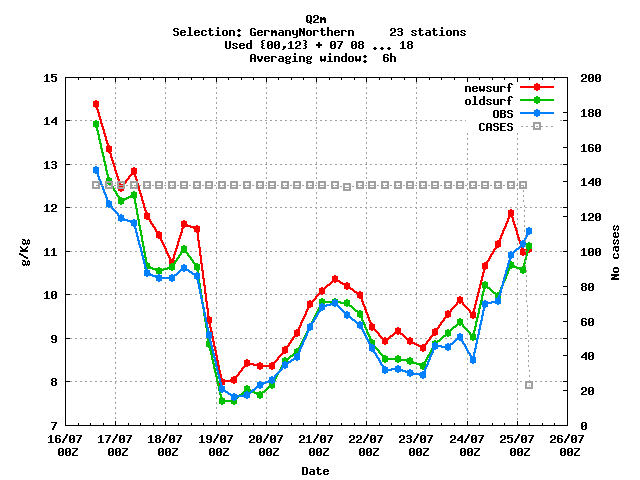 Q2m
Selection: GermanyNorthern 23 stations
Used {00,12} + 07 08 ... 18
Averaging window: 6h
15 200
newsurf 180
oldsurf
14 OBS 160
CASES
13 140
12 120
11 100
g/Kg No cases
10 80
60
9
40
8
20
7 0
16/07 17/07 18/07 19/07 20/07 21/07 22/07 23/07 24/07 25/07 26/07
00Z 00Z 00Z 00Z 00Z 00Z 00Z 00Z 00Z 00Z 00Z
Date